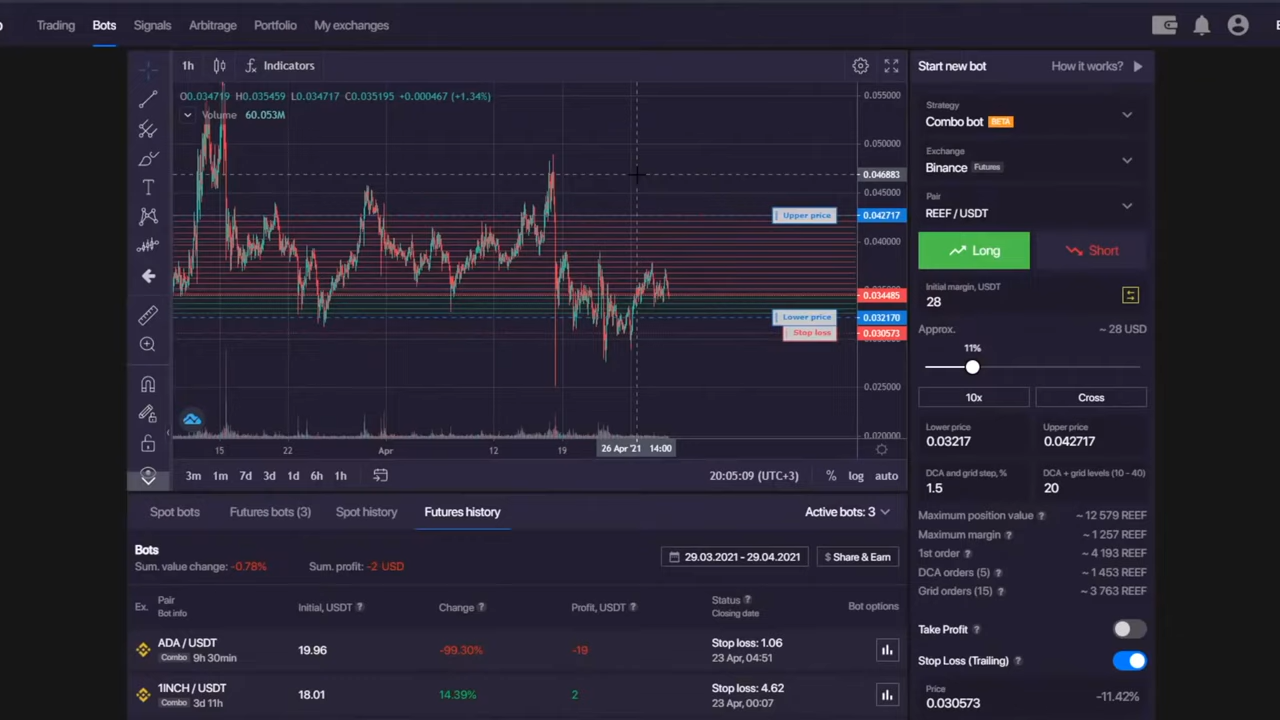 Trading Bots Signals Arbitrage Portfolio My exchanges
1h Indicators
O0.034719 H0.035459 L0.034717 C0.035195 +0.000467 (+1.34%)
Volume 60.053M
0.055000
0.050000
0.046883
0.045000
Upper price 0.042717
0.040000
0.034485
Lower price 0.032170
Stop loss 0.030573
0.025000
0.020000
15 22 Apr 12 19 26 Apr '21 14:00
3m 1m 7d 3d 1d 6h 1h 20:05:09 (UTC+3) % log auto
Spot bots Futures bots (3) Spot history Futures history Active bots: 3
Bots
Sum. value change: -0.78% Sum. profit: -2 USD
29.03.2021 - 29.04.2021 $ Share & Earn
Ex. Pair Bot info Initial, USDT ? Change ? Profit, USDT ? Status ? Closing date Bot options
ADA / USDT 19.96 -99.30% -19 Stop loss: 1.06
Combo 9h 30min 23 Apr, 04:51
1INCH / USDT 18.01 14.39% 2 Stop loss: 4.62
Combo 3d 11h 23 Apr, 00:07
Start new bot How it works?
Strategy
Combo bot BETA
Exchange
Binance Futures
Pair
REEF / USDT
Long Short
Initial margin, USDT
28
Approx. ~ 28 USD
11%
10x Cross
Lower price Upper price
0.03217 0.042717
DCA and grid step, % DCA + grid levels (10 - 40)
1.5 20
Maximum position value ? ~ 12 579 REEF
Maximum margin ? ~ 1 257 REEF
1st order ? ~ 4 193 REEF
DCA orders (5) ? ~ 1 453 REEF
Grid orders (15) ? ~ 3 763 REEF
Take Profit ?
Stop Loss (Trailing) ?
Price
0.030573 -11.42%